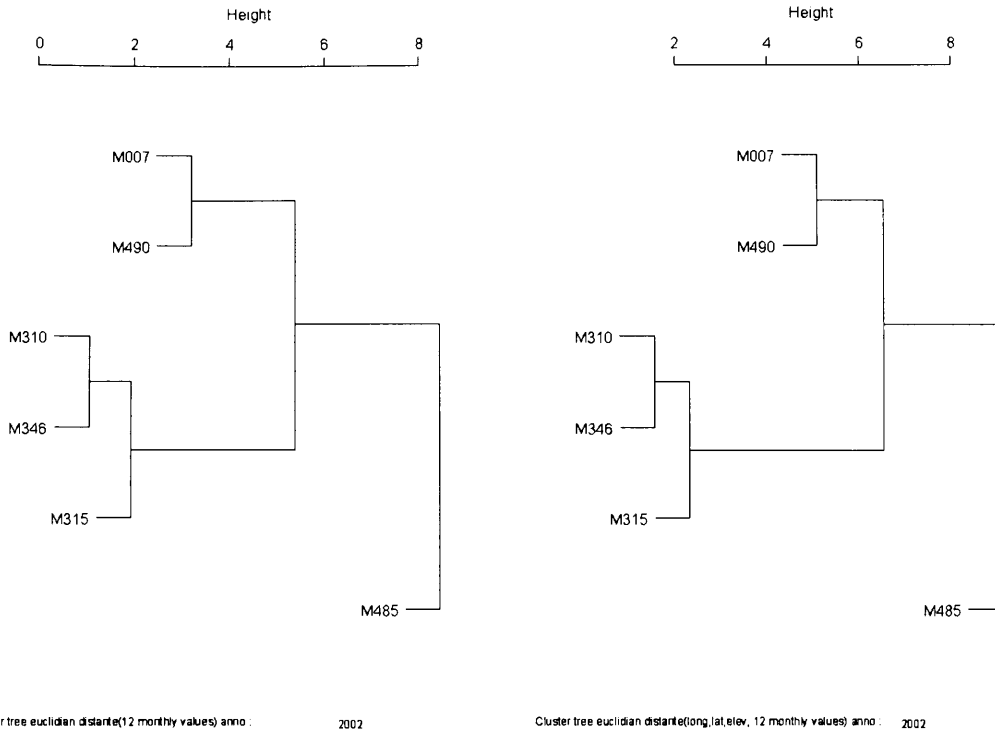 Height
0 2 4 6 8
M007
M490
M310
M346
M315
M485
r tree euclidian distante(12 monthly values) anno : 2002
Height
2 4 6 8
M007
M490
M310
M346
M315
M485
Cluster tree euclidian distante(long,lat,elev, 12 monthly values) anno : 2002